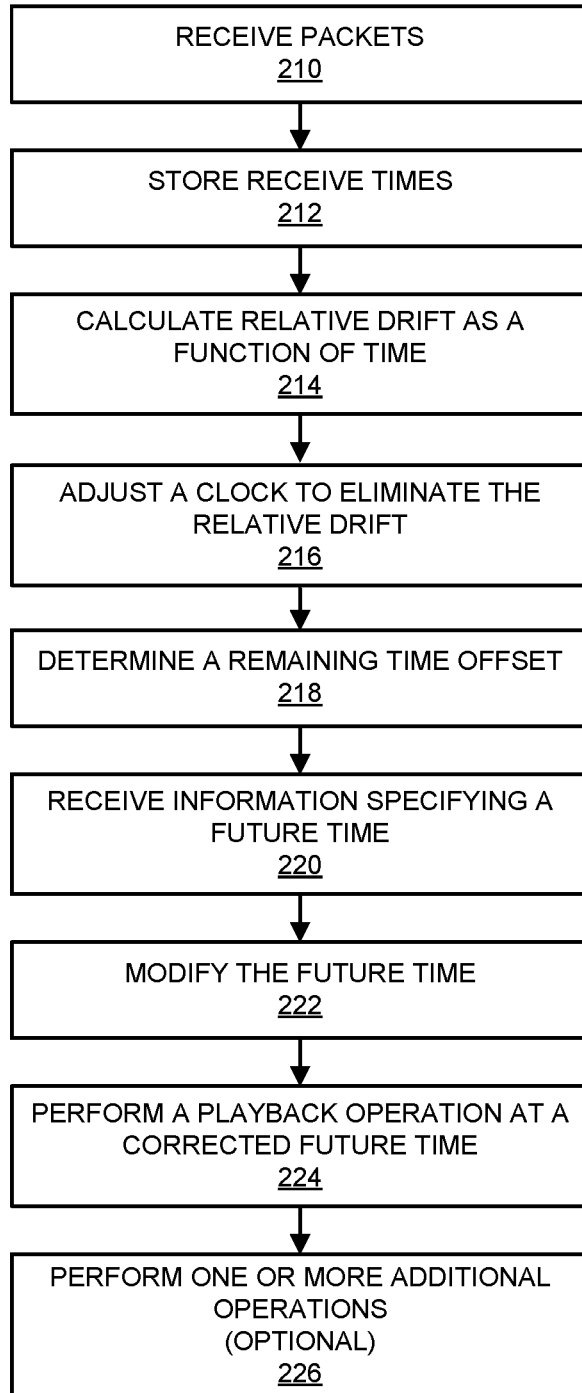 RECEIVE PACKETS
210
STORE RECEIVE TIMES
212
CALCULATE RELATIVE DRIFT AS A
FUNCTION OF TIME
214
ADJUST A CLOCK TO ELIMINATE THE
RELATIVE DRIFT
216
DETERMINE A REMAINING TIME OFFSET
218
RECEIVE INFORMATION SPECIFYING A
FUTURE TIME
220
MODIFY THE FUTURE TIME
222
PERFORM A PLAYBACK OPERATION AT A
CORRECTED FUTURE TIME
224
PERFORM ONE OR MORE ADDITIONAL
OPERATIONS
(OPTIONAL)
226